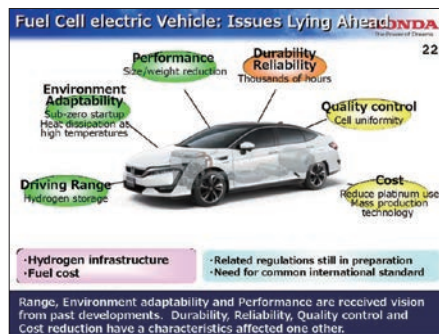 Fuel Cell electric Vehicle: Issues Lying Ahead
HONDA
The Power of Dreams
22
Performance
Size/weight reduction
Durability
Reliability
Thousands of hours
Environment
Adaptability
Sub-zero startup
Heat dissipation at
high temperatures
Quality control
Cell uniformity
Driving Range
Hydrogen storage
Cost
Reduce platinum use
Mass production
technology
・Hydrogen infrastructure
・Fuel cost
・Related regulations still in preparation
・Need for common international standard
Range, Environment adaptability and Performance are received vision
from past developments. Durability, Reliability, Quality control and
Cost reduction have a characteristics affected one other.